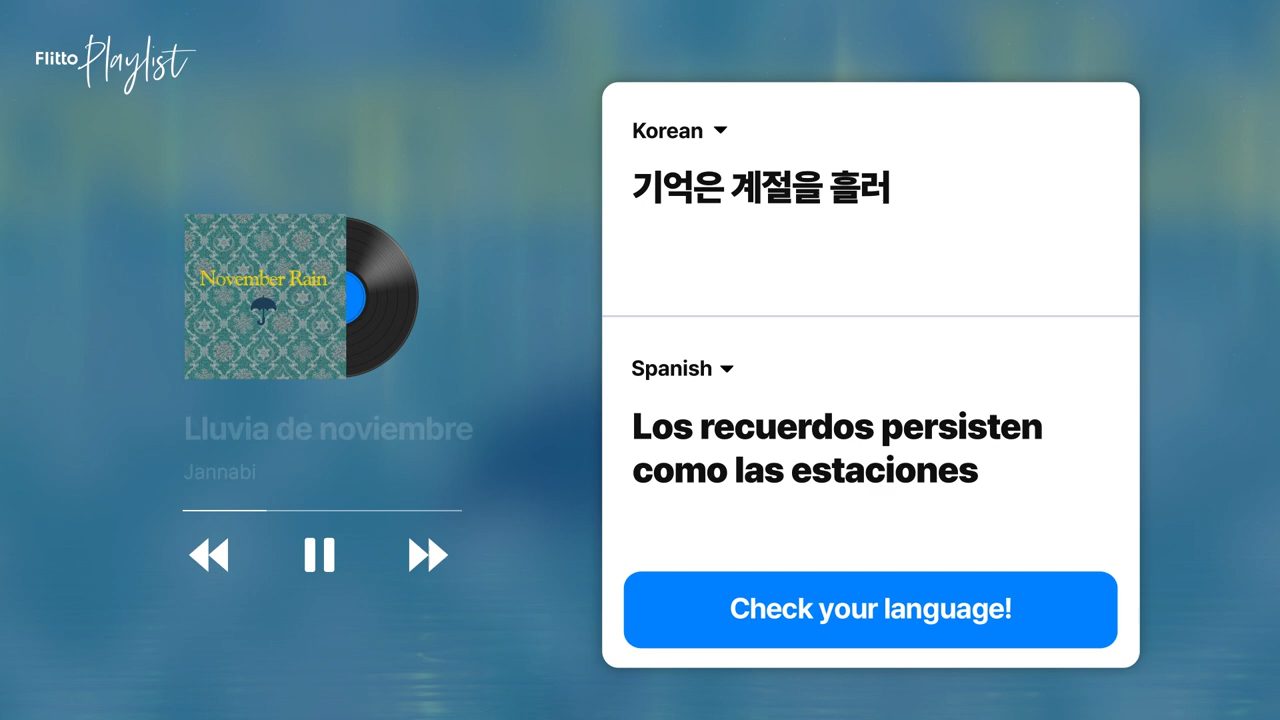 Flitto Playlist
November Rain
Lluvia de noviembre
Jannabi
Korean
기억은 계절을 흘러
Spanish
Los recuerdos persisten
como las estaciones
Check your language!